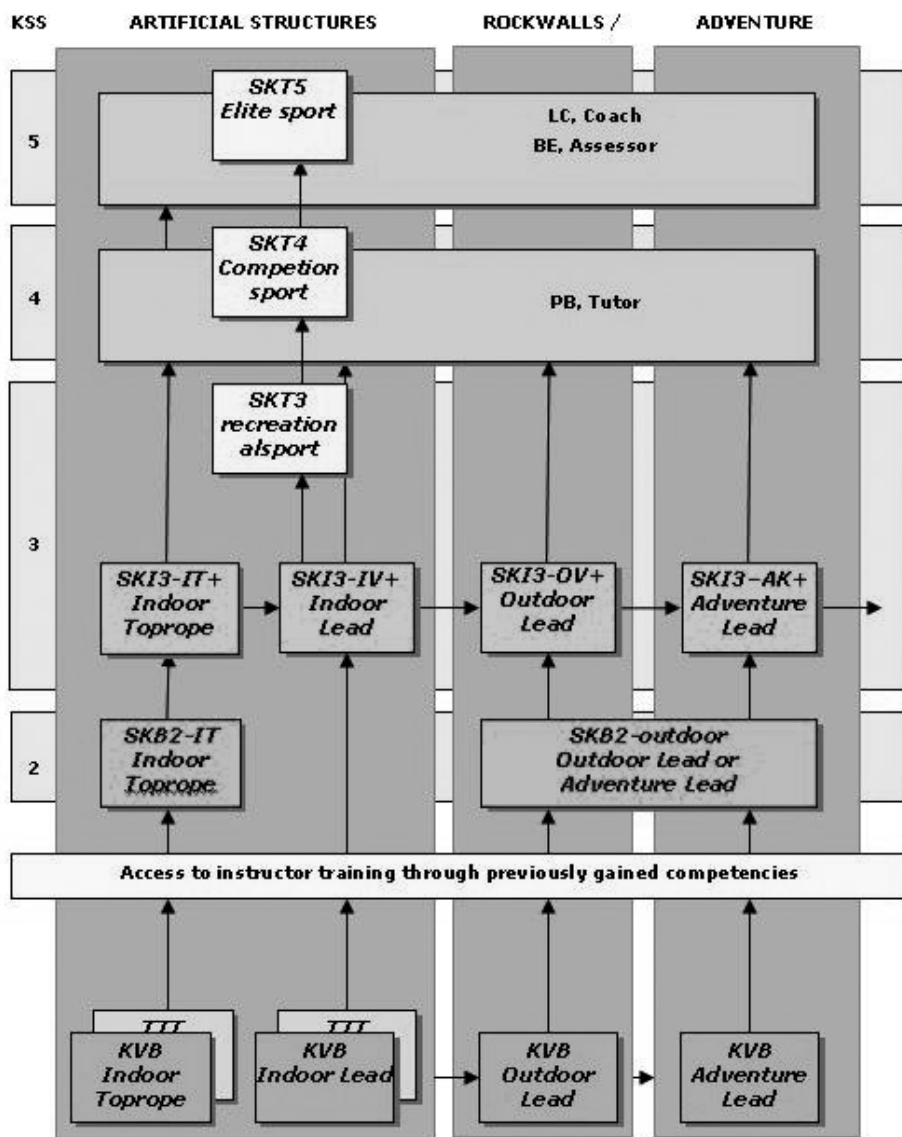 KSS ARTIFICIAL STRUCTURES ROCKWALLS / ADVENTURE
SKT5
Elite sport
5
LC, Coach
BE, Assessor
SKT4
Competion
sport
4
PB, Tutor
SKT3
recreation
alsport
3
SKI3-IT+
Indoor
Toprope
SKI3-IV+
Indoor
Lead
SKI3-OV+
Outdoor
Lead
SKI3-AK+
Adventure
Lead
2
SKB2-IT
Indoor
Toprope
SKB2-outdoor
Outdoor Lead or
Adventure Lead
Access to instructor training through previously gained competencies
KVB
Indoor
Toprope
KVB
Indoor Lead
KVB
Outdoor
Lead
KVB
Adventure
Lead